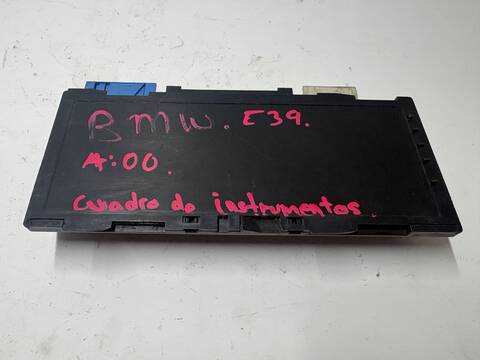 BMW. E39.
A:00.
Cuadro de instrumentos.